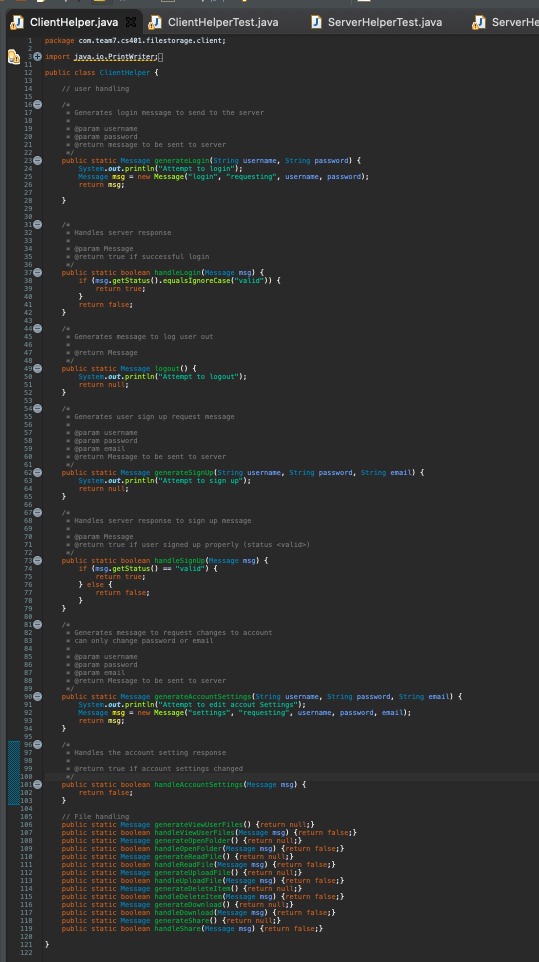 ClientHelper.java ClientHelperTest.java ServerHelperTest.java ServerHe
1 package com.team7.cs401.filestorage.client;
2
3 import java.io.PrintWriter;
11
12 public class ClientHelper {
13
14 // user handling
15
16 /*
17 * Generates login message to send to the server
18 *
19 * @param username
20 * @param password
21 * @return message to be sent to server
22 */
23 public static Message generateLogin(String username, String password) {
24 System.out.println("Attempt to login");
25 Message msg = new Message("login", "requesting", username, password);
26 return msg;
27
28 }
29
30
31 /*
32 * Handles server response
33 *
34 * @param Message
35 * @return true if successful login
36 */
37 public static boolean handleLogin(Message msg) {
38 if (msg.getStatus().equalsIgnoreCase("valid")) {
39 return true;
40 }
41 return false;
42 }
43
44 /*
45 * Generates message to log user out
46 *
47 * @return Message
48 */
49 public static Message logout() {
50 System.out.println("Attempt to logout");
51 return null;
52 }
53
54 /*
55 * Generates user sign up request message
56 *
57 * @param username
58 * @param password
59 * @param email
60 * @return Message to be sent to server
61 */
62 public static Message generateSignUp(String username, String password, String email) {
63 System.out.println("Attempt to sign up");
64 return null;
65 }
66
67 /*
68 * Handles server response to sign up message
69 *
70 * @param Message
71 * @return true if user signed up properly (status <valid>)
72 */
73 public static boolean handleSignUp(Message msg) {
74 if (msg.getStatus() == "valid") {
75 return true;
76 } else {
77 return false;
78 }
79 }
80
81 /*
82 * Generates message to request changes to account
83 * can only change password or email
84 *
85 * @param username
86 * @param password
87 * @param email
88 * @return Message to be sent to server
89 */
90 public static Message generateAccountSettings(String username, String password, String email) {
91 System.out.println("Attempt to edit accout Settings");
92 Message msg = new Message("settings", "requesting", username, password, email);
93 return msg;
94 }
95
96 /*
97 * Handles the account setting response
98 *
99 * @return true if account settings changed
100 */
101 public static boolean handleAccountSettings(Message msg) {
102 return false;
103 }
104
105 // File handling
106 public static Message generateViewUserFiles() {return null;}
107 public static boolean handleViewUserFiles(Message msg) {return false;}
108 public static Message generateOpenFolder() {return null;}
109 public static boolean handleOpenFolder(Message msg) {return false;}
110 public static Message generateReadFile() {return null;}
111 public static boolean handleReadFile(Message msg) {return false;}
112 public static Message generateUploadFile() {return null;}
113 public static boolean handleUploadFile(Message msg) {return false;}
114 public static Message generateDeleteItem() {return null;}
115 public static boolean handleDeleteItem(Message msg) {return false;}
116 public static Message generateDownload() {return null;}
117 public static boolean handleDownload(Message msg) {return false;}
118 public static Message generateShare() {return null;}
119 public static boolean handleShare(Message msg) {return false;}
120
121 }
122